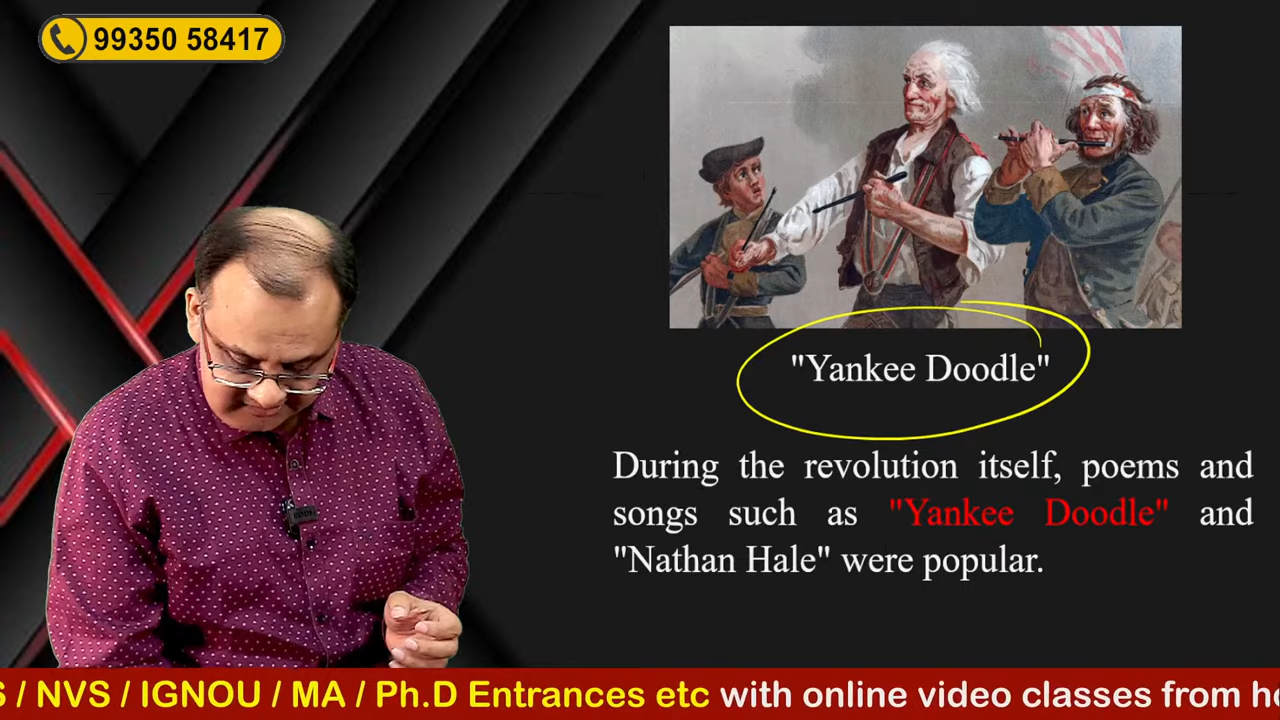 99350 58417
"Yankee Doodle"
During the revolution itself, poems and
songs such as "Yankee Doodle" and
"Nathan Hale" were popular.
/ NVS / IGNOU / MA / Ph.D Entrances etc with online video classes from